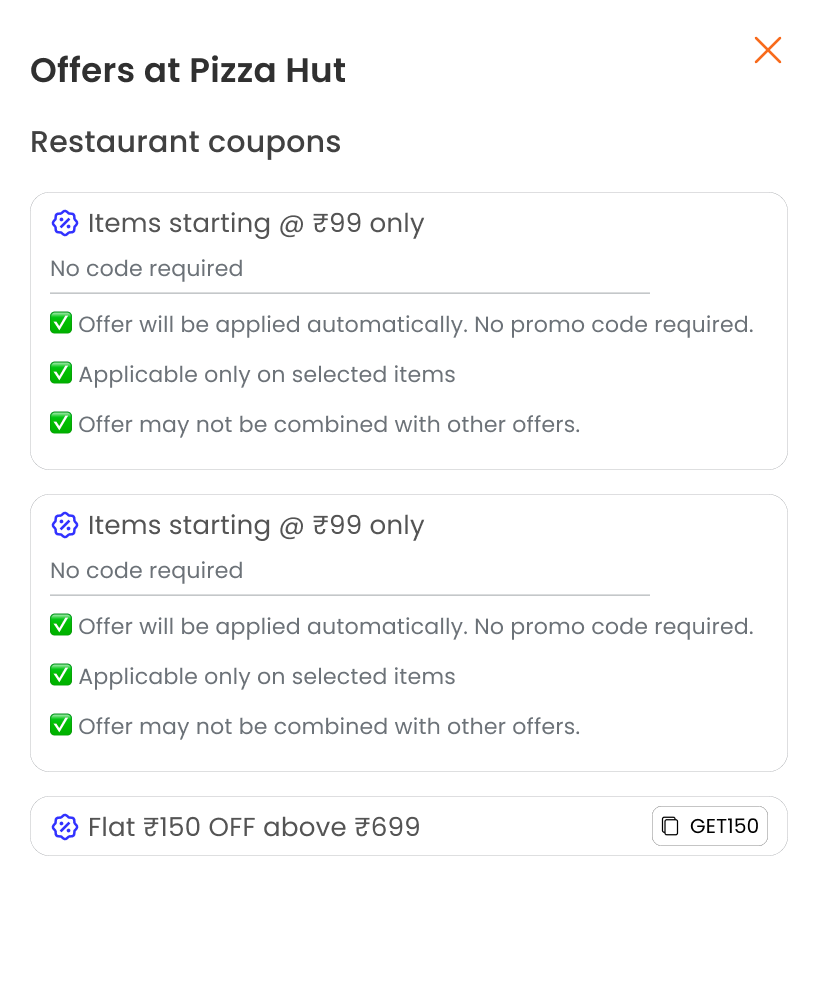 Offers at Pizza Hut
Restaurant coupons
Items starting @ ₹99 only
No code required
✅ Offer will be applied automatically. No promo code required.
✅ Applicable only on selected items
✅ Offer may not be combined with other offers.
Items starting @ ₹99 only
No code required
✅ Offer will be applied automatically. No promo code required.
✅ Applicable only on selected items
✅ Offer may not be combined with other offers.
Flat ₹150 OFF above ₹699 GET150